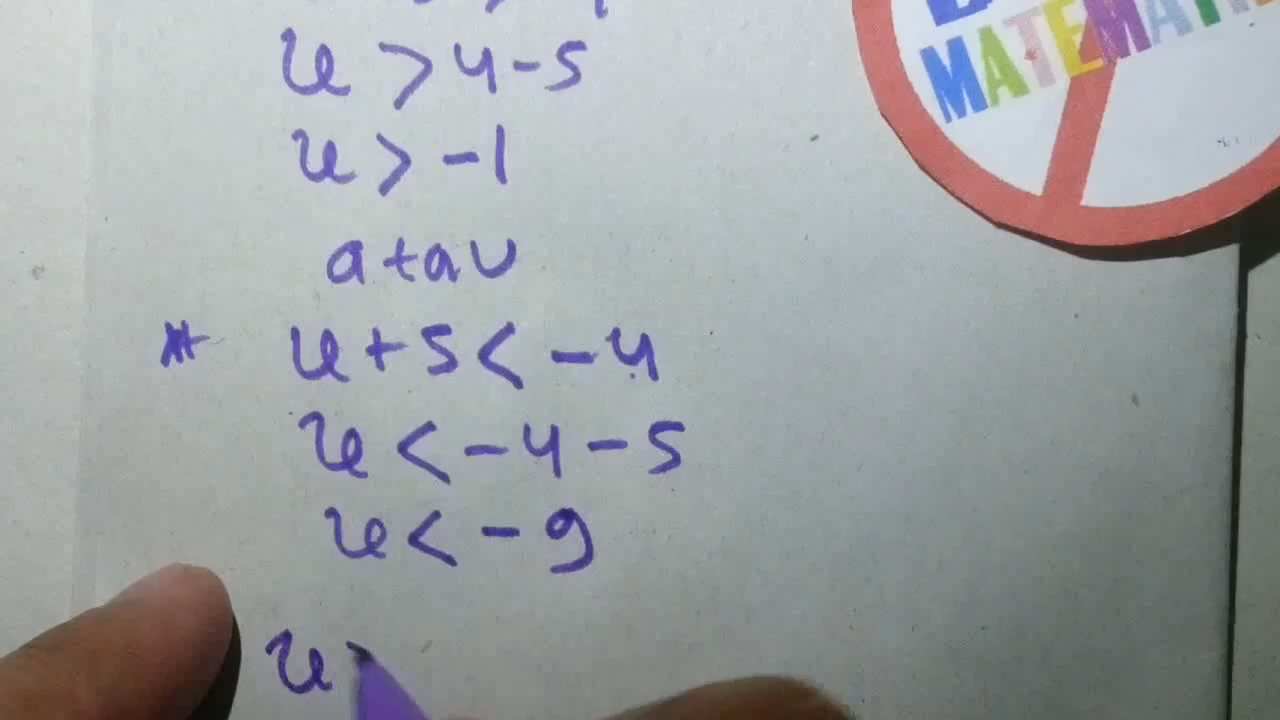 MATEMATI
x > 4 - 5
x > -1
atau
* x + 5 < -4
x < -4 - 5
x < -9
x